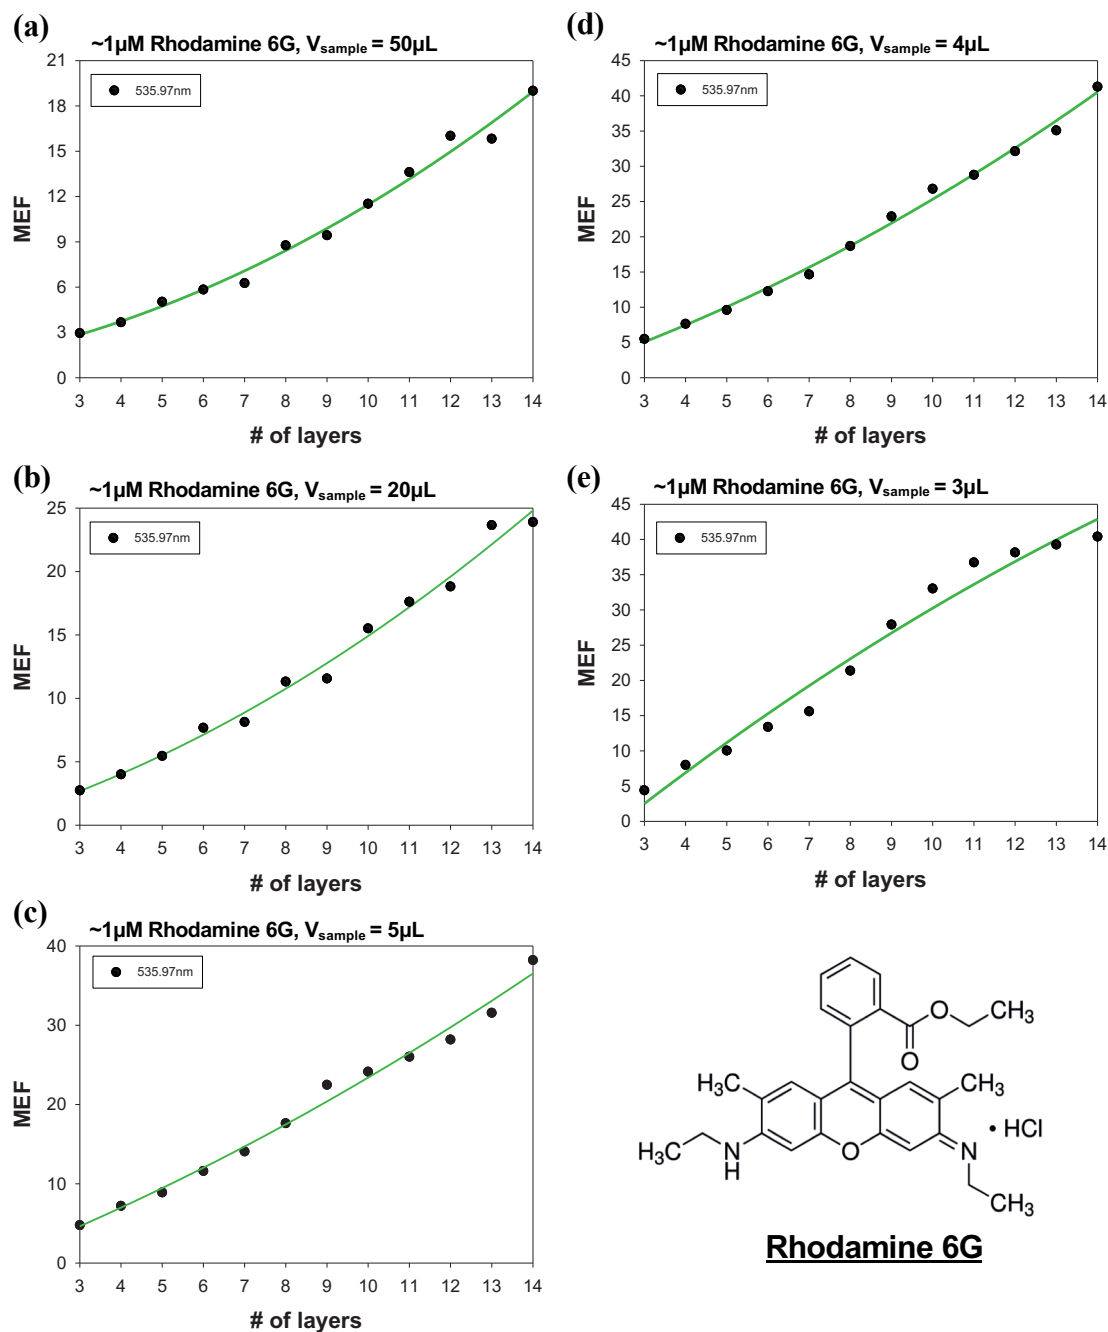 (a)
~1µM Rhodamine 6G, Vsample = 50µL
535.97nm
MEF
21
18
15
12
9
6
3
0
3 4 5 6 7 8 9 10 11 12 13 14
# of layers
(b)
~1µM Rhodamine 6G, Vsample = 20µL
535.97nm
MEF
25
20
15
10
5
0
3 4 5 6 7 8 9 10 11 12 13 14
# of layers
(c)
~1µM Rhodamine 6G, Vsample = 5µL
535.97nm
MEF
40
30
20
10
0
3 4 5 6 7 8 9 10 11 12 13 14
# of layers
(d)
~1µM Rhodamine 6G, Vsample = 4µL
535.97nm
MEF
45
40
35
30
25
20
15
10
5
0
3 4 5 6 7 8 9 10 11 12 13 14
# of layers
(e)
~1µM Rhodamine 6G, Vsample = 3µL
535.97nm
MEF
45
40
35
30
25
20
15
10
5
0
3 4 5 6 7 8 9 10 11 12 13 14
# of layers
O CH3
O
H3C CH3
• HCl
H3C N O N
H
CH3
Rhodamine 6G